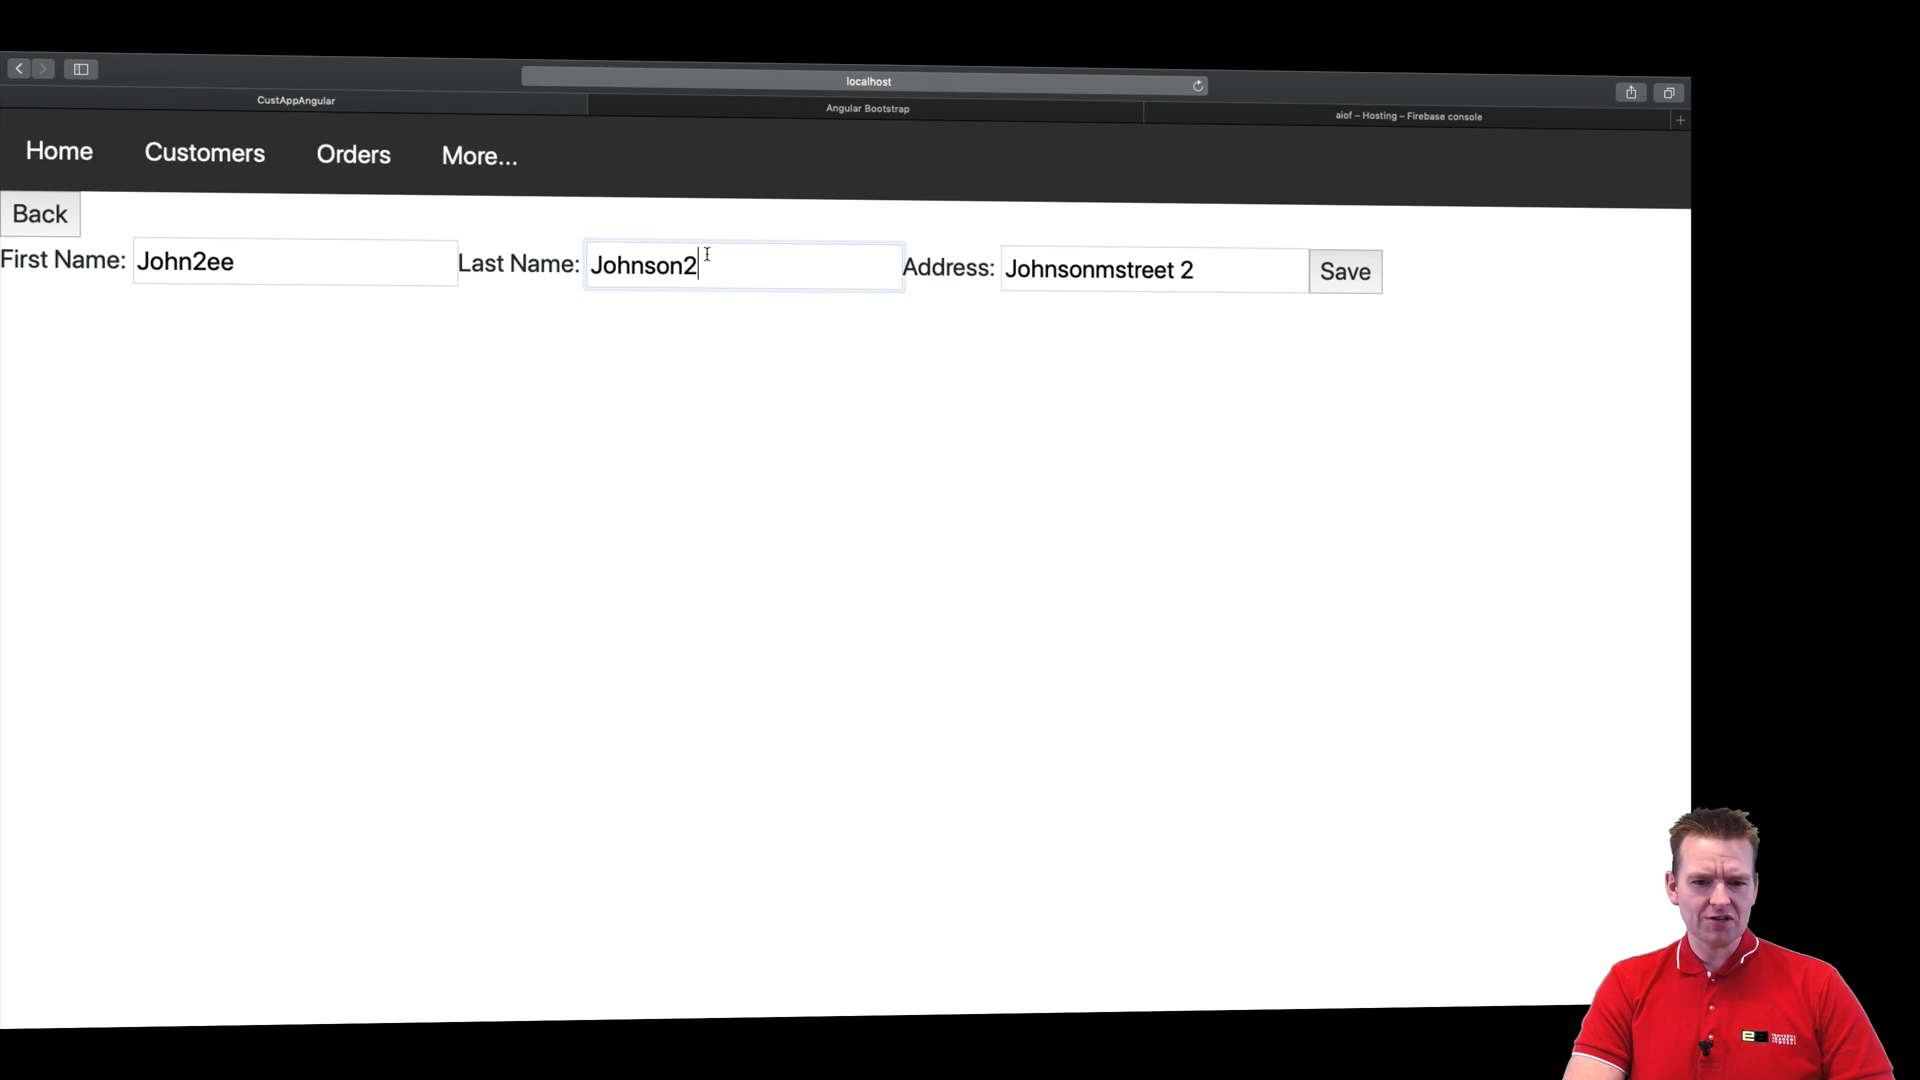 localhost
CustAppAngular
Angular Bootstrap
aiof – Hosting – Firebase console
Home
Customers
Orders
More...
Back
First Name: John2ee
Last Name: Johnson2
Address: Johnsonmstreet 2
Save